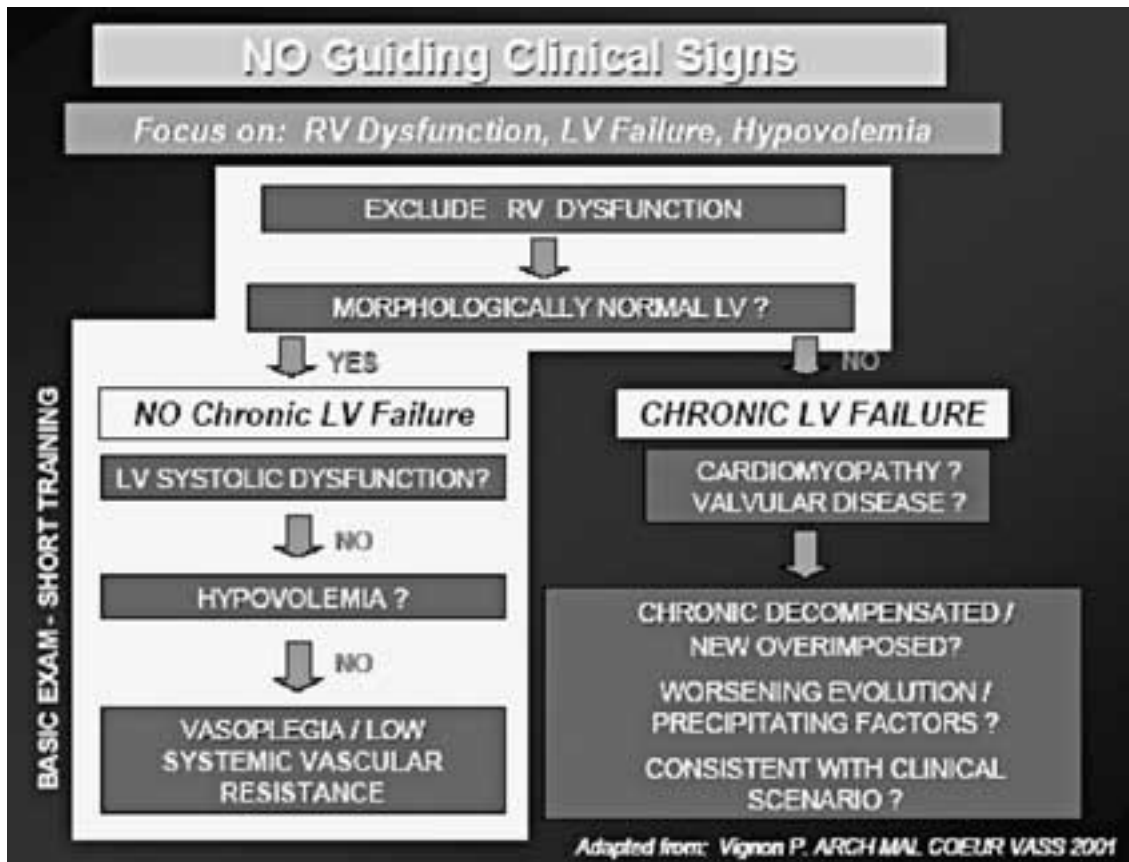 NO Guiding Clinical Signs
Focus on: RV Dysfunction, LV Failure, Hypovolemia
EXCLUDE RV DYSFUNCTION
MORPHOLOGICALLY NORMAL LV ?
YES
NO
NO Chronic LV Failure
LV SYSTOLIC DYSFUNCTION?
NO
HYPOVOLEMIA ?
NO
VASOPLEGIA / LOW
SYSTEMIC VASCULAR
RESISTANCE
CHRONIC LV FAILURE
CARDIOMYOPATHY ?
VALVULAR DISEASE ?
CHRONIC DECOMPENSATED /
NEW OVERIMPOSED?
WORSENING EVOLUTION /
PRECIPITATING FACTORS ?
CONSISTENT WITH CLINICAL
SCENARIO ?
BASIC EXAM - SHORT TRAINING
Adapted from: Vignon P. ARCH MAL COEUR VASS 2001